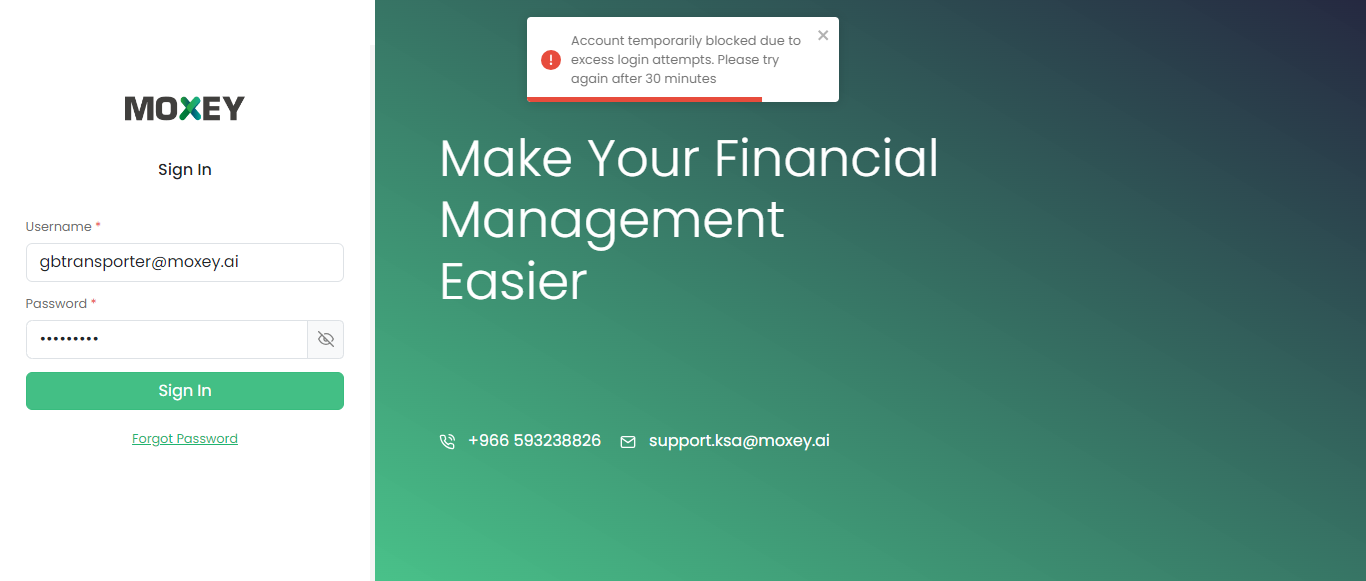 MOXEY
Sign In
Username *
gbtransporter@moxey.ai
Password *
•••••••••
Sign In
Forgot Password
Account temporarily blocked due to
excess login attempts. Please try
again after 30 minutes
Make Your Financial
Management
Easier
+966 593238826
support.ksa@moxey.ai